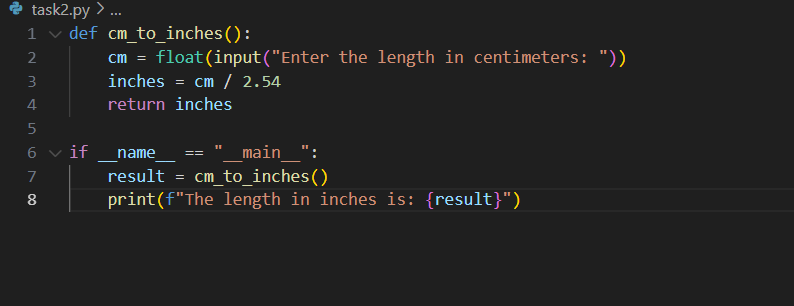 task2.py > ...
1 def cm_to_inches():
2     cm = float(input("Enter the length in centimeters: "))
3     inches = cm / 2.54
4     return inches
5
6 if __name__ == "__main__":
7     result = cm_to_inches()
8     print(f"The length in inches is: {result}")